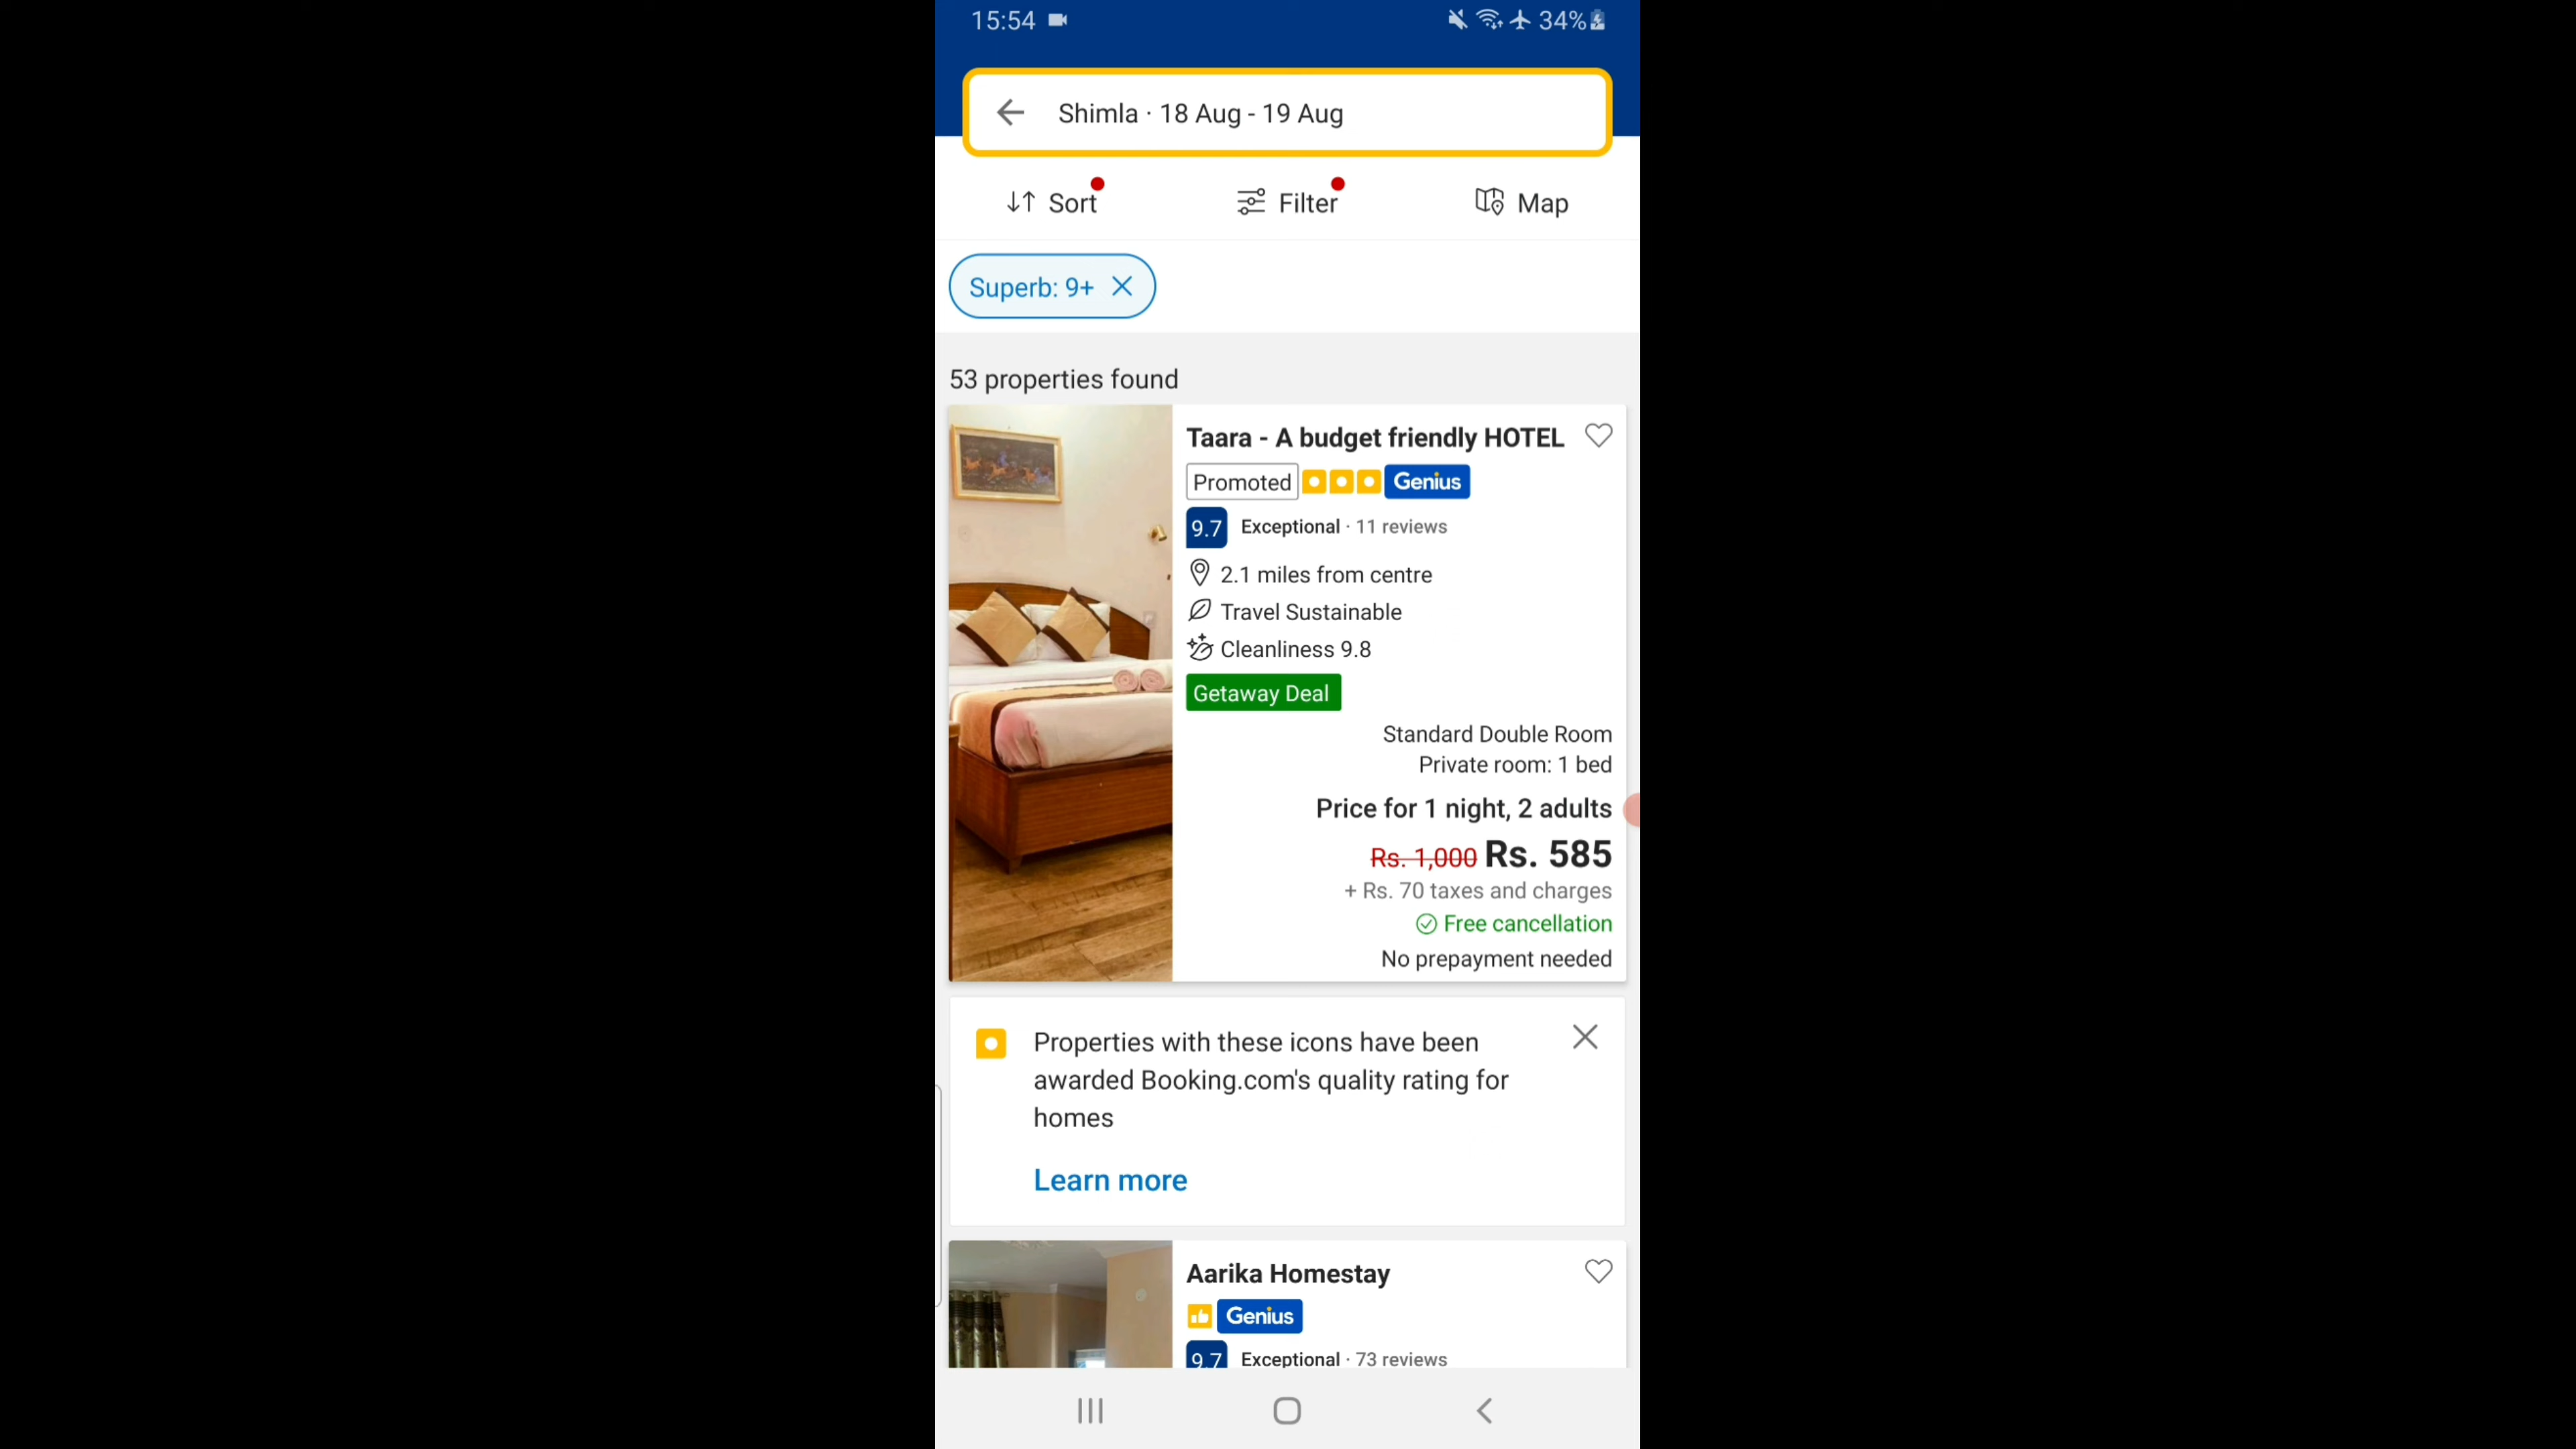 15:54
34%
Shimla · 18 Aug - 19 Aug
Sort
Filter
Map
Superb: 9+
53 properties found
Taara - A budget friendly HOTEL
Promoted Genius
9.7 Exceptional · 11 reviews
2.1 miles from centre
Travel Sustainable
Cleanliness 9.8
Getaway Deal
Standard Double Room
Private room: 1 bed
Price for 1 night, 2 adults
Rs. 1,000 Rs. 585
+ Rs. 70 taxes and charges
Free cancellation
No prepayment needed
Properties with these icons have been
awarded Booking.com's quality rating for
homes
Learn more
Aarika Homestay
Genius
9.7 Exceptional · 73 reviews